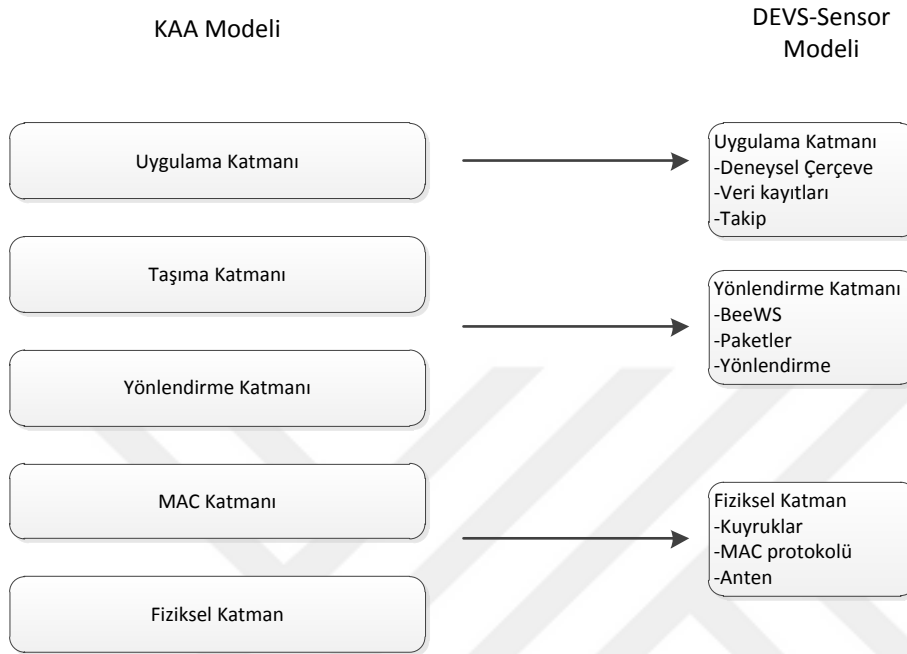 KAA Modeli
DEVS-Sensor
Modeli
Uygulama Katmanı
Uygulama Katmanı
-Deneysel Çerçeve
-Veri kayıtları
-Takip
Taşıma Katmanı
Yönlendirme Katmanı
-BeeWS
-Paketler
-Yönlendirme
Yönlendirme Katmanı
MAC Katmanı
Fiziksel Katman
-Kuyruklar
-MAC protokolü
-Anten
Fiziksel Katman